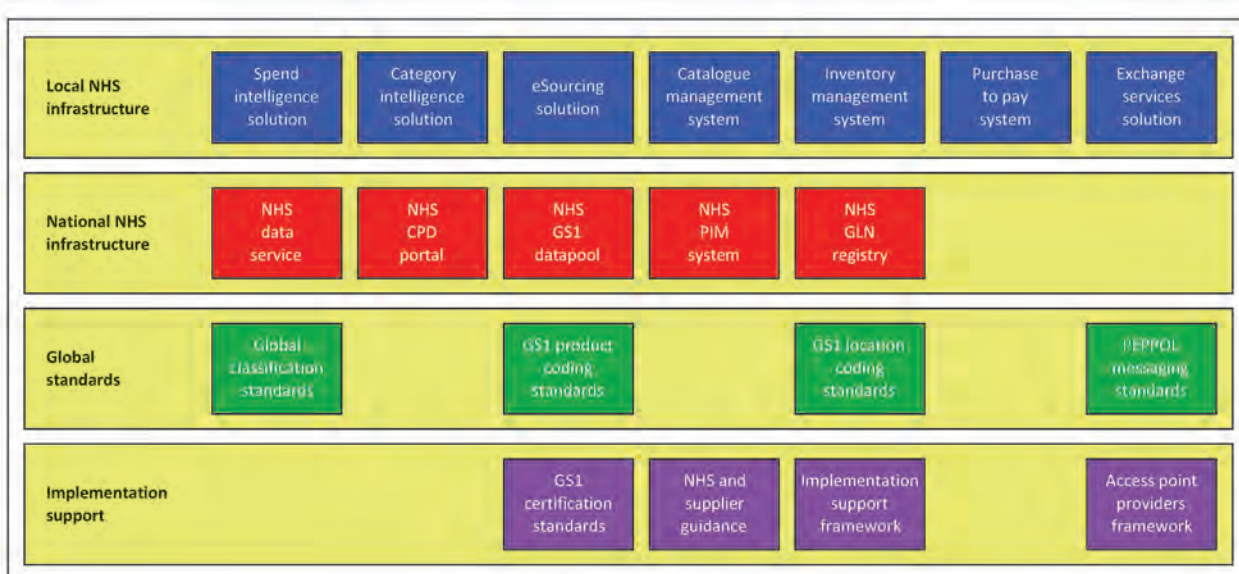 Local NHS
infrastructure
Spend
intelligence
solution
Category
intelligence
solution
eSourcing
solutiion
Catalogue
management
system
Inventory
management
system
Purchase
to pay
system
Exchange
services
solution
National NHS
infrastructure
NHS
data
service
NHS
CPD
portal
NHS
GS1
datapool
NHS
PIM
system
NHS
GLN
registry
Global
standards
Global
classification
standards
GS1 product
coding
standards
GS1 location
coding
standards
PEPPOL
messaging
standards
Implementation
support
GS1
certification
standards
NHS and
supplier
guidance
Implementation
support
framework
Access point
providers
framework